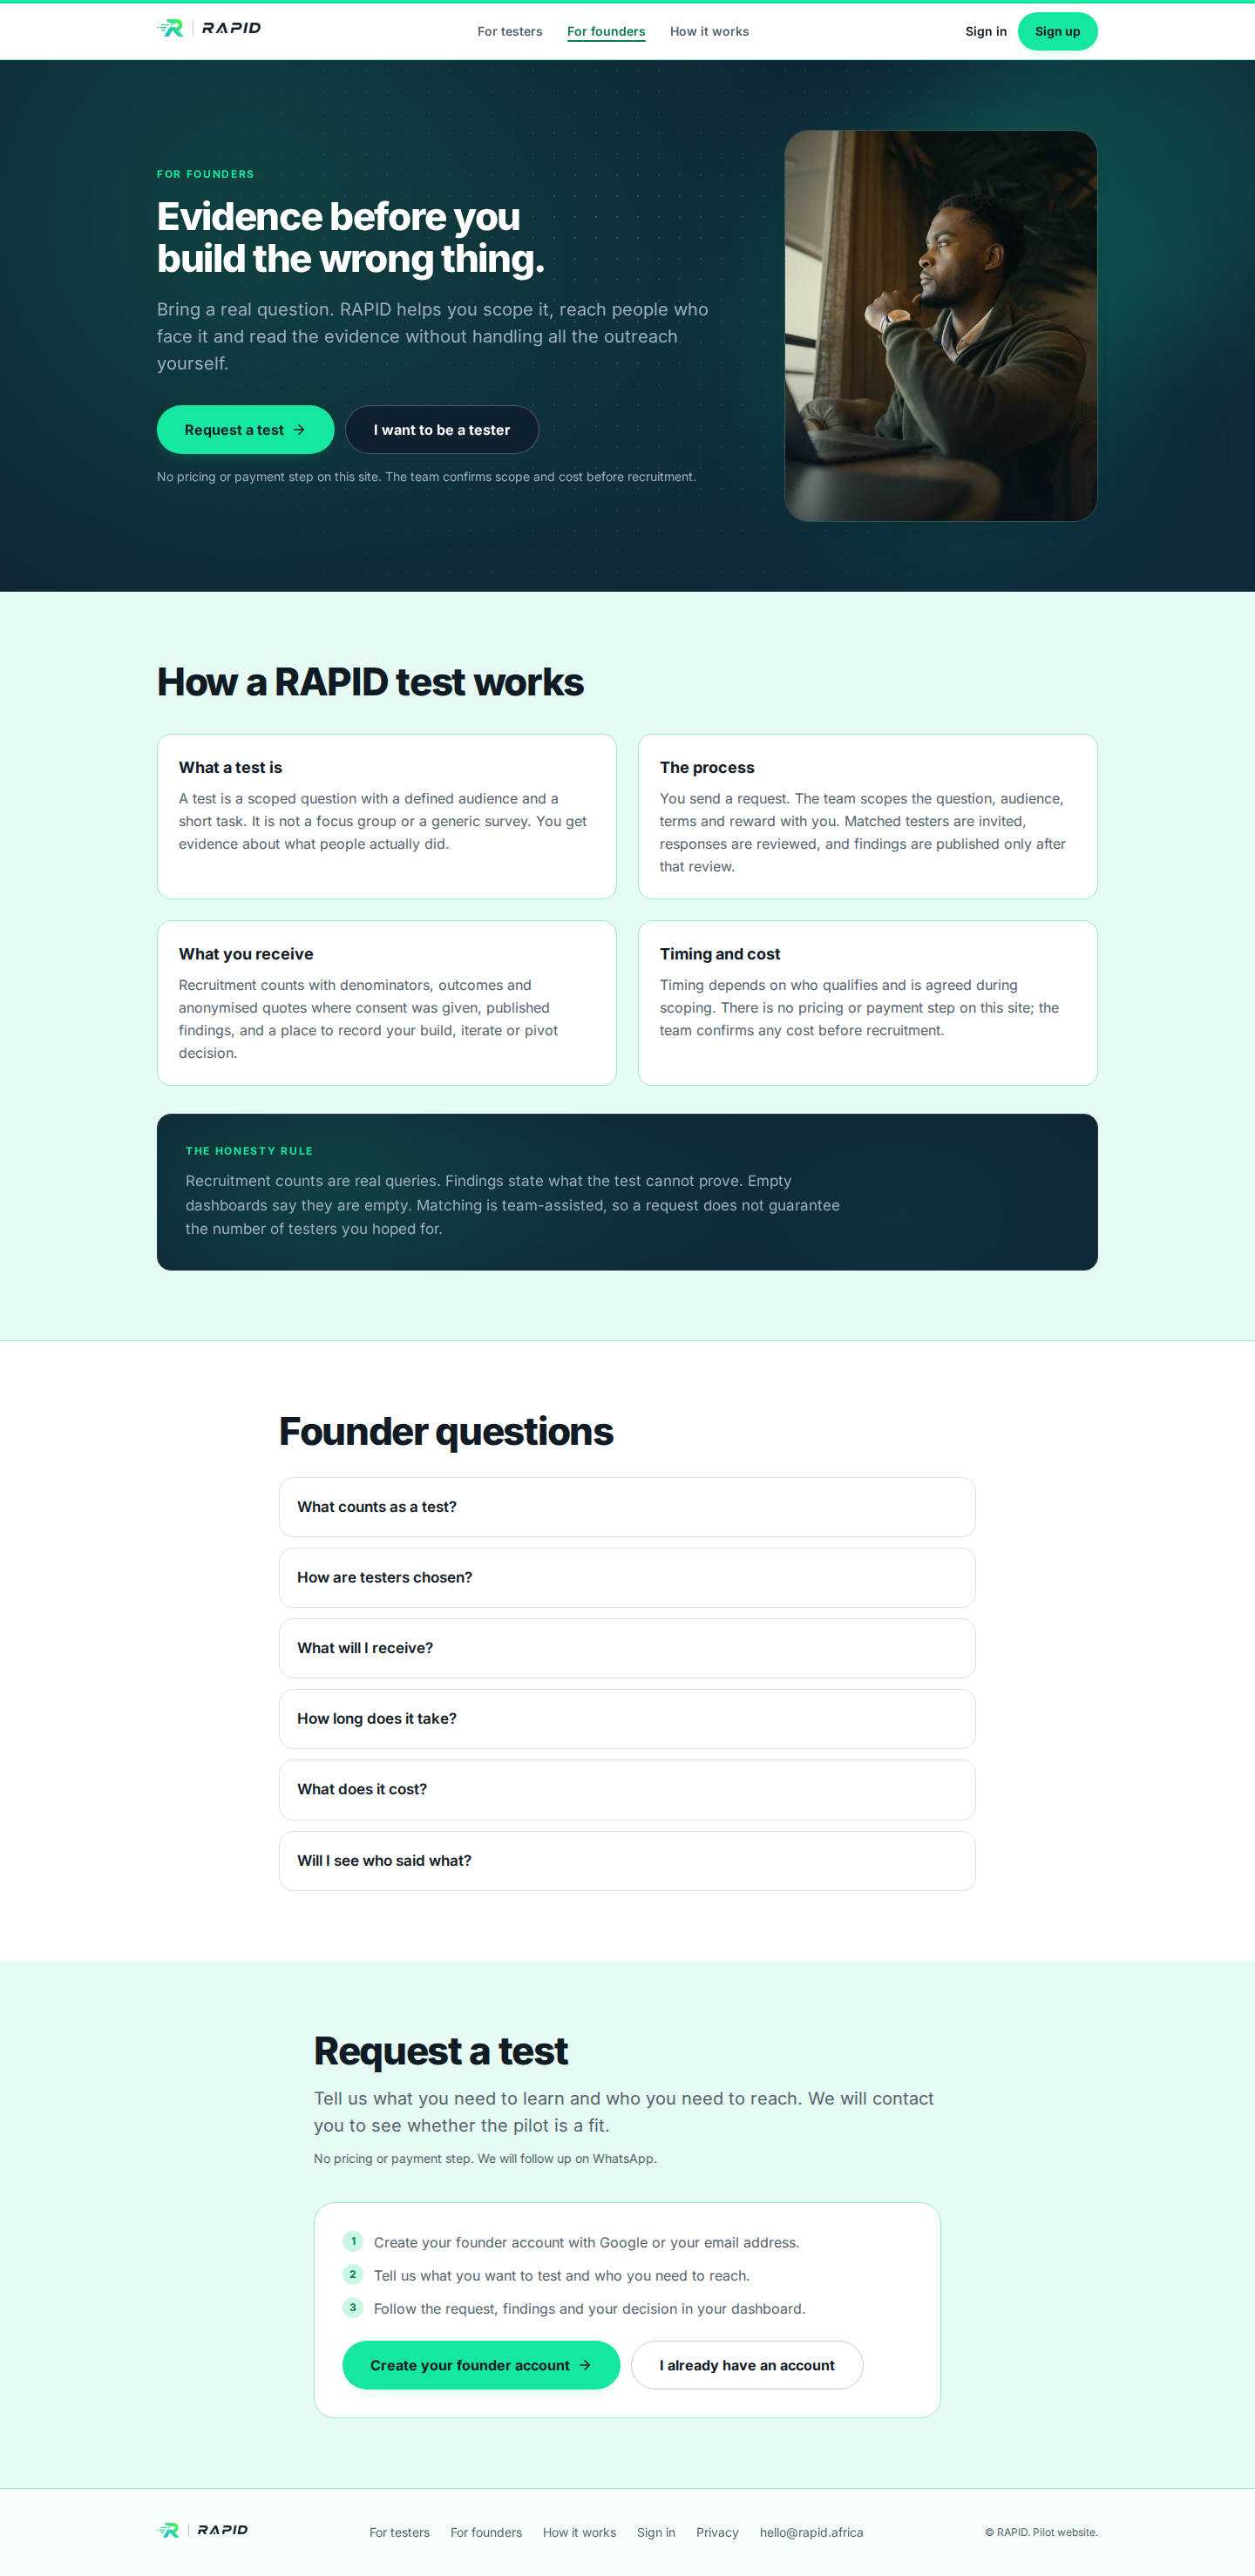 RAPID
For testers
For founders
How it works
Sign in
Sign up
FOR FOUNDERS
Evidence before you
build the wrong thing.
Bring a real question. RAPID helps you scope it, reach people who
face it and read the evidence without handling all the outreach
yourself.
Request a test →
I want to be a tester
No pricing or payment step on this site. The team confirms scope and cost before recruitment.
How a RAPID test works
What a test is
A test is a scoped question with a defined audience and a
short task. It is not a focus group or a generic survey. You get
evidence about what people actually did.
The process
You send a request. The team scopes the question, audience,
terms and reward with you. Matched testers are invited,
responses are reviewed, and findings are published only after
that review.
What you receive
Recruitment counts with denominators, outcomes and
anonymised quotes where consent was given, published
findings, and a place to record your build, iterate or pivot
decision.
Timing and cost
Timing depends on who qualifies and is agreed during
scoping. There is no pricing or payment step on this site; the
team confirms any cost before recruitment.
THE HONESTY RULE
Recruitment counts are real queries. Findings state what the test cannot prove. Empty
dashboards say they are empty. Matching is team-assisted, so a request does not guarantee
the number of testers you hoped for.
Founder questions
What counts as a test?
How are testers chosen?
What will I receive?
How long does it take?
What does it cost?
Will I see who said what?
Request a test
Tell us what you need to learn and who you need to reach. We will contact
you to see whether the pilot is a fit.
No pricing or payment step. We will follow up on WhatsApp.
1 Create your founder account with Google or your email address.
2 Tell us what you want to test and who you need to reach.
3 Follow the request, findings and your decision in your dashboard.
Create your founder account →
I already have an account
RAPID
For testers
For founders
How it works
Sign in
Privacy
hello@rapid.africa
© RAPID. Pilot website.